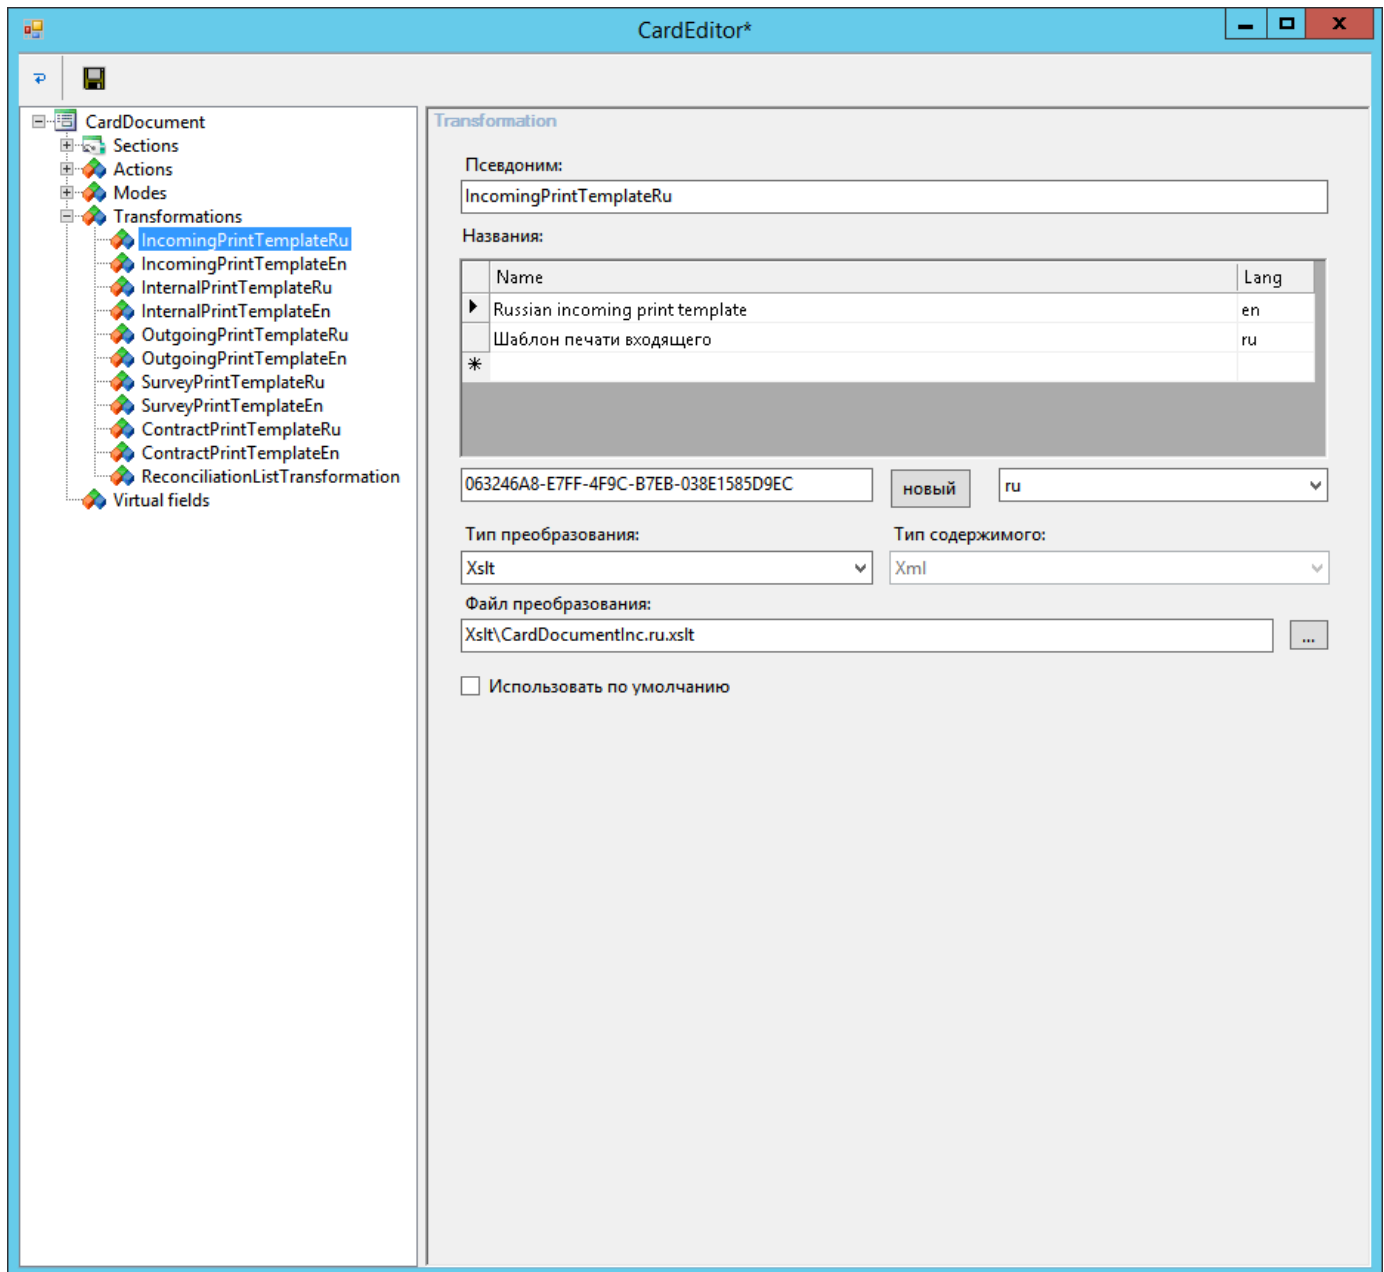 CardEditor*
CardDocument
Sections
Actions
Modes
Transformations
IncomingPrintTemplateRu
IncomingPrintTemplateEn
InternalPrintTemplateRu
InternalPrintTemplateEn
OutgoingPrintTemplateRu
OutgoingPrintTemplateEn
SurveyPrintTemplateRu
SurveyPrintTemplateEn
ContractPrintTemplateRu
ContractPrintTemplateEn
ReconciliationListTransformation
Virtual fields
Transformation
Псевдоним:
IncomingPrintTemplateRu
Названия:
Name Lang
Russian incoming print template en
Шаблон печати входящего ru
063246A8-E7FF-4F9C-B7EB-038E1585D9EC новый ru
Тип преобразования: Тип содержимого:
Xslt Xml
Файл преобразования:
Xslt\CardDocumentInc.ru.xslt ...
Использовать по умолчанию